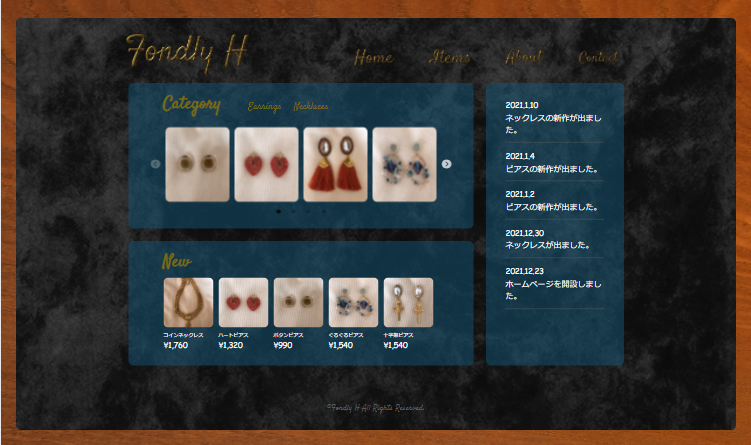 Fondly H
Home Items About Contact
Category Earrings Necklaces
New
コインネックレス
¥1,760
ハートピアス
¥1,320
ボタンピアス
¥990
ぐるぐるピアス
¥1,540
十字架ピアス
¥1,540
2021.1.10
ネックレスの新作が出まし
た。
2021.1.4
ピアスの新作が出ました。
2021.1.2
ピアスの新作が出ました。
2021.12.30
ネックレスが出ました。
2021.12.23
ホームページを開設しまし
た。
©Fondly H All Rights Reserved.